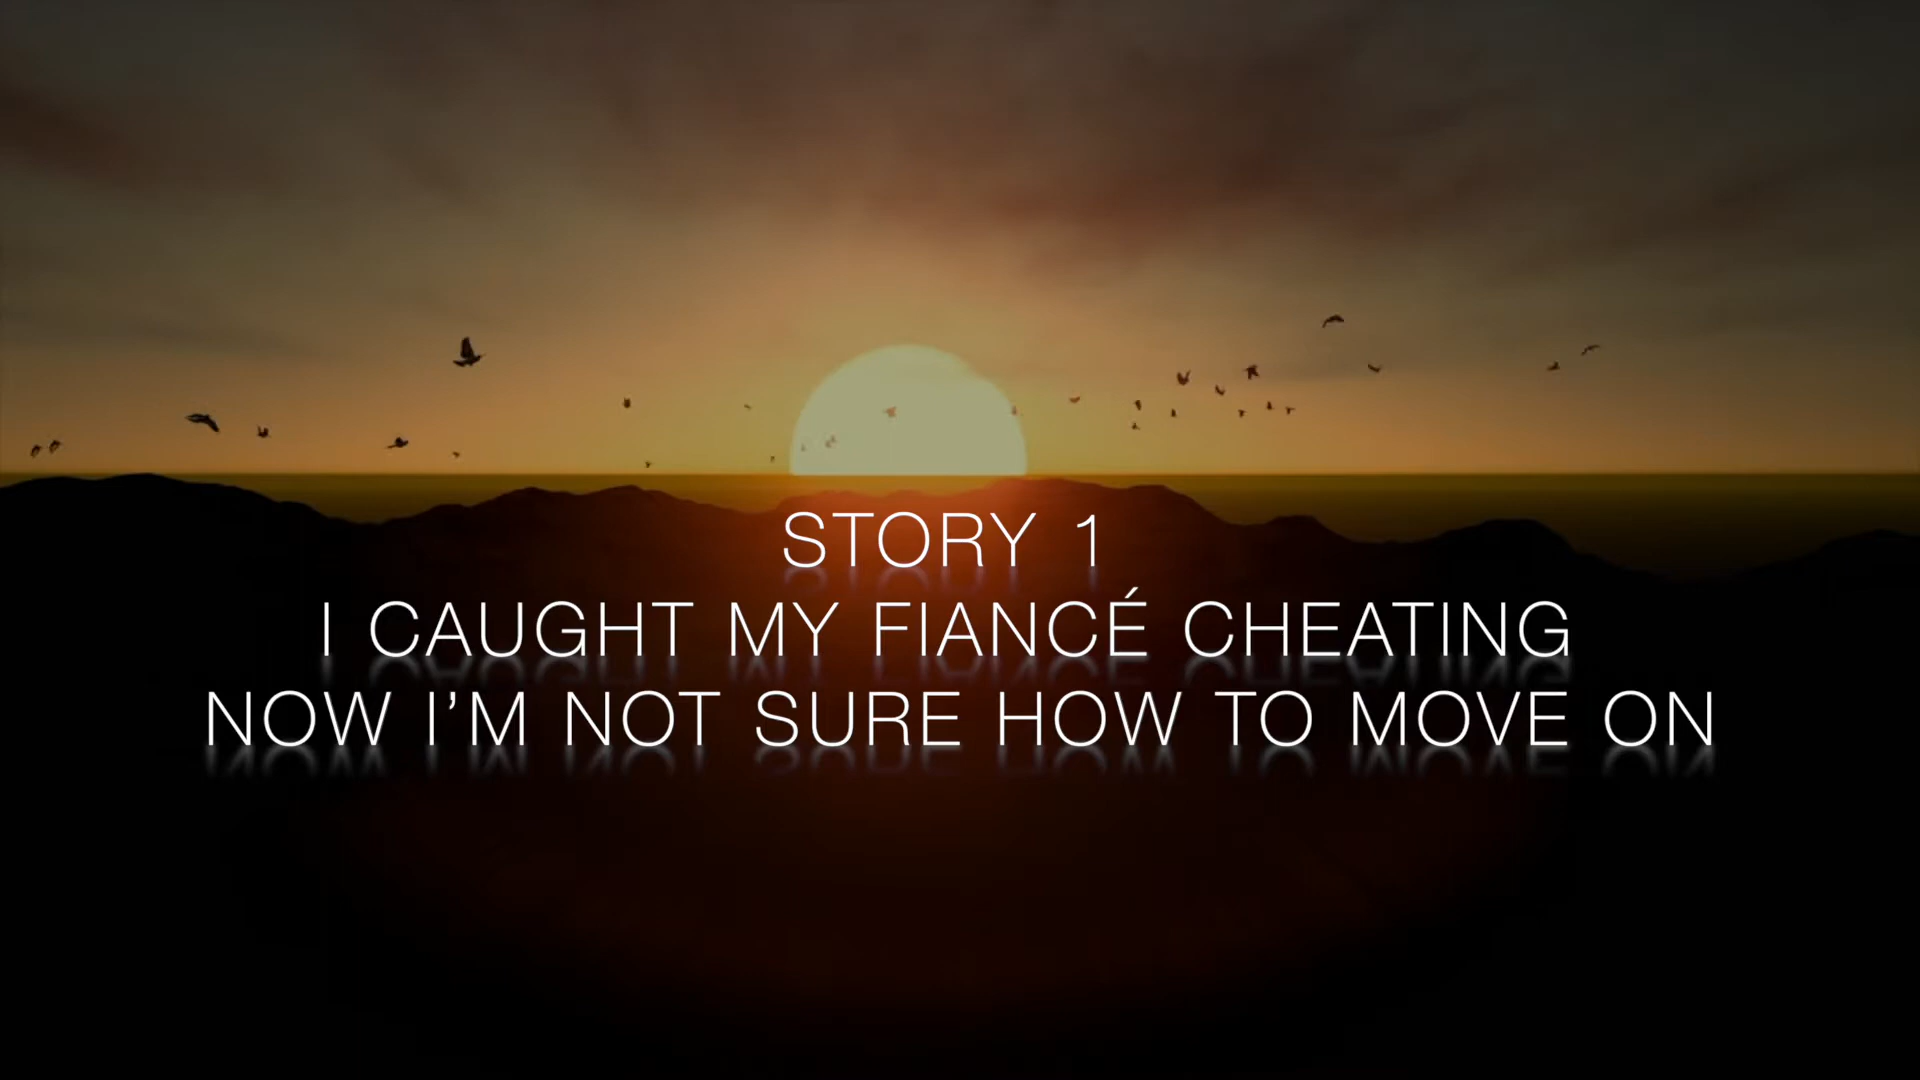 STORY 1
I CAUGHT MY FIANCÉ CHEATING
NOW I’M NOT SURE HOW TO MOVE ON